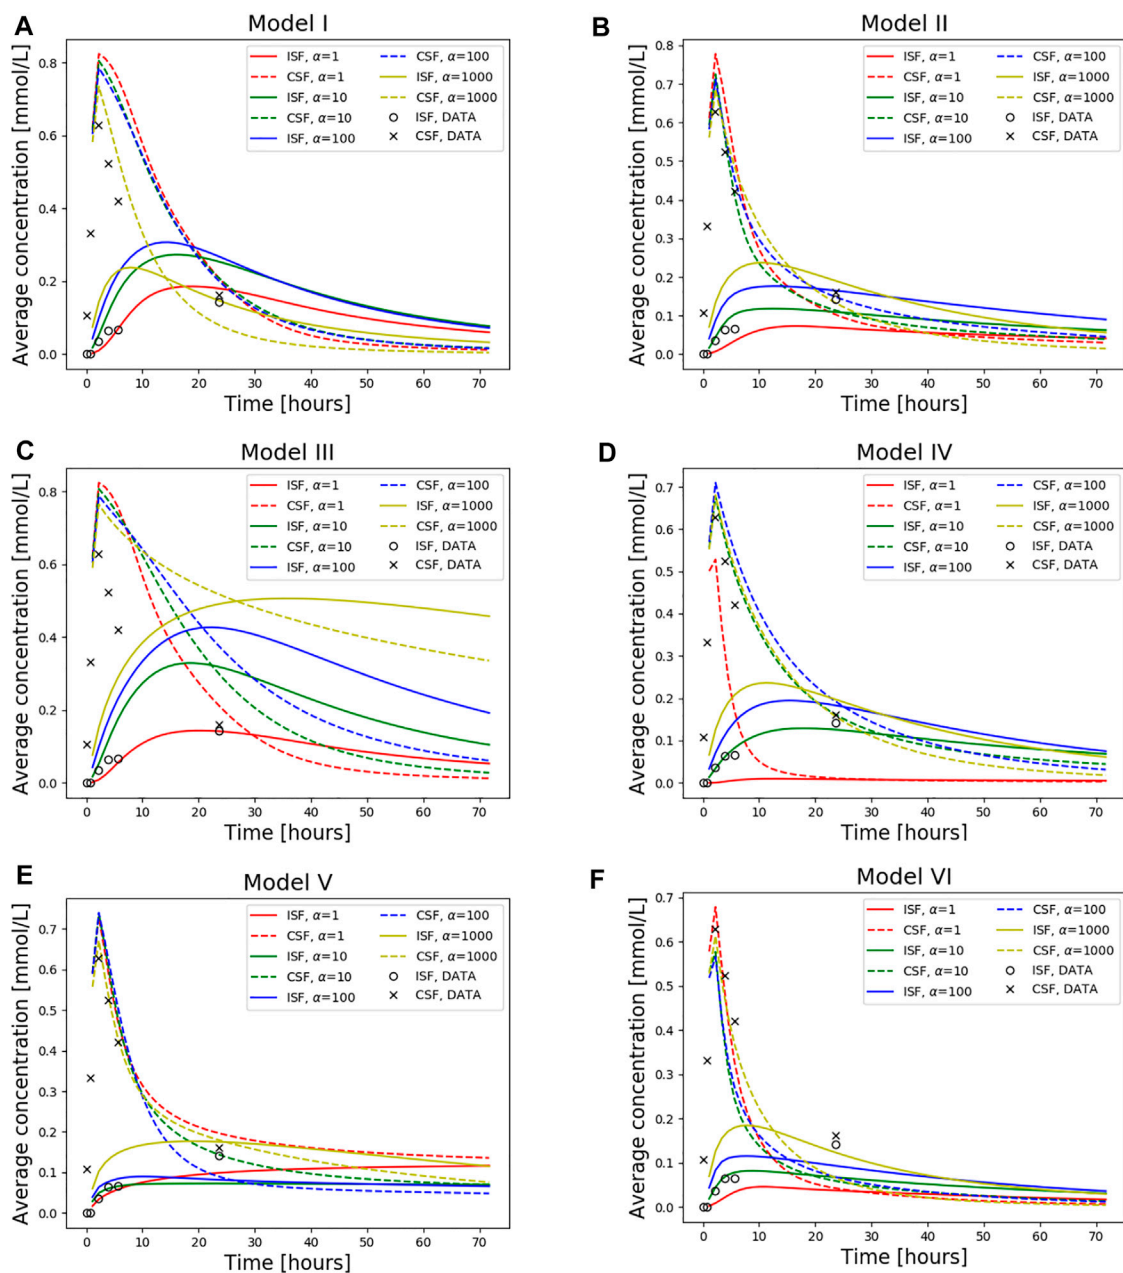 A
Model I
Average concentration [mmol/L]
0.8
0.6
0.4
0.2
0.0
ISF, α=1
CSF, α=1
ISF, α=10
CSF, α=10
ISF, α=100
CSF, α=100
ISF, α=1000
CSF, α=1000
ISF, DATA
CSF, DATA
0 10 20 30 40 50 60 70
Time [hours]
B
Model II
Average concentration [mmol/L]
0.8
0.7
0.6
0.5
0.4
0.3
0.2
0.1
0.0
ISF, α=1
CSF, α=1
ISF, α=10
CSF, α=10
ISF, α=100
CSF, α=100
ISF, α=1000
CSF, α=1000
ISF, DATA
CSF, DATA
0 10 20 30 40 50 60 70
Time [hours]
C
Model III
Average concentration [mmol/L]
0.8
0.6
0.4
0.2
0.0
ISF, α=1
CSF, α=1
ISF, α=10
CSF, α=10
ISF, α=100
CSF, α=100
ISF, α=1000
CSF, α=1000
ISF, DATA
CSF, DATA
0 10 20 30 40 50 60 70
Time [hours]
D
Model IV
Average concentration [mmol/L]
0.7
0.6
0.5
0.4
0.3
0.2
0.1
0.0
ISF, α=1
CSF, α=1
ISF, α=10
CSF, α=10
ISF, α=100
CSF, α=100
ISF, α=1000
CSF, α=1000
ISF, DATA
CSF, DATA
0 10 20 30 40 50 60 70
Time [hours]
E
Model V
Average concentration [mmol/L]
0.7
0.6
0.5
0.4
0.3
0.2
0.1
0.0
ISF, α=1
CSF, α=1
ISF, α=10
CSF, α=10
ISF, α=100
CSF, α=100
ISF, α=1000
CSF, α=1000
ISF, DATA
CSF, DATA
0 10 20 30 40 50 60 70
Time [hours]
F
Model VI
Average concentration [mmol/L]
0.7
0.6
0.5
0.4
0.3
0.2
0.1
0.0
ISF, α=1
CSF, α=1
ISF, α=10
CSF, α=10
ISF, α=100
CSF, α=100
ISF, α=1000
CSF, α=1000
ISF, DATA
CSF, DATA
0 10 20 30 40 50 60 70
Time [hours]